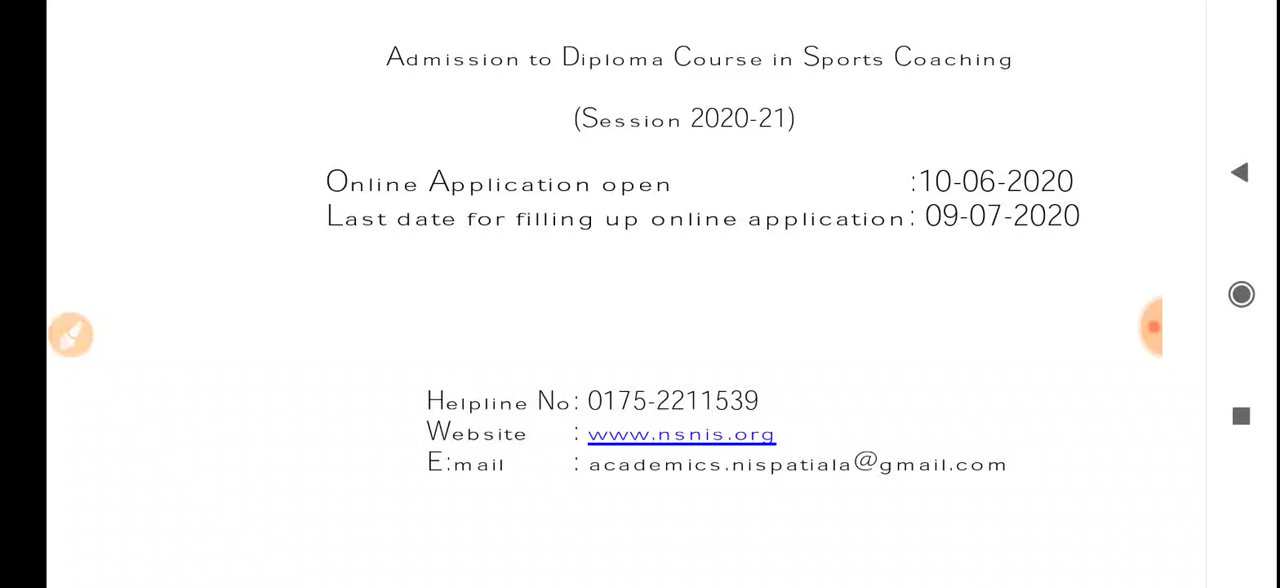 Admission to Diploma Course in Sports Coaching
(Session 2020-21)
Online Application open :10-06-2020
Last date for filling up online application: 09-07-2020
Helpline No: 0175-2211539
Website : www.nsnis.org
E:mail : academics.nispatiala@gmail.com